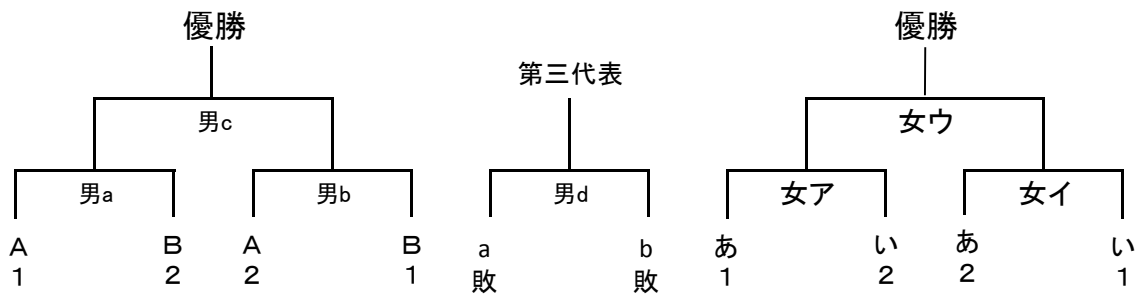 優勝
優勝
第三代表
男c
女ウ
男a
男b
男d
女ア
女イ
A B A B a b あ い あ い
1 2 2 1 敗 敗 1 2 2 1